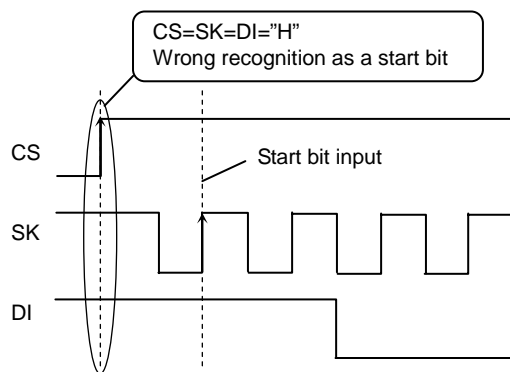 CS=SK=DI=”H”
Wrong recognition as a start bit
CS
Start bit input
SK
DI